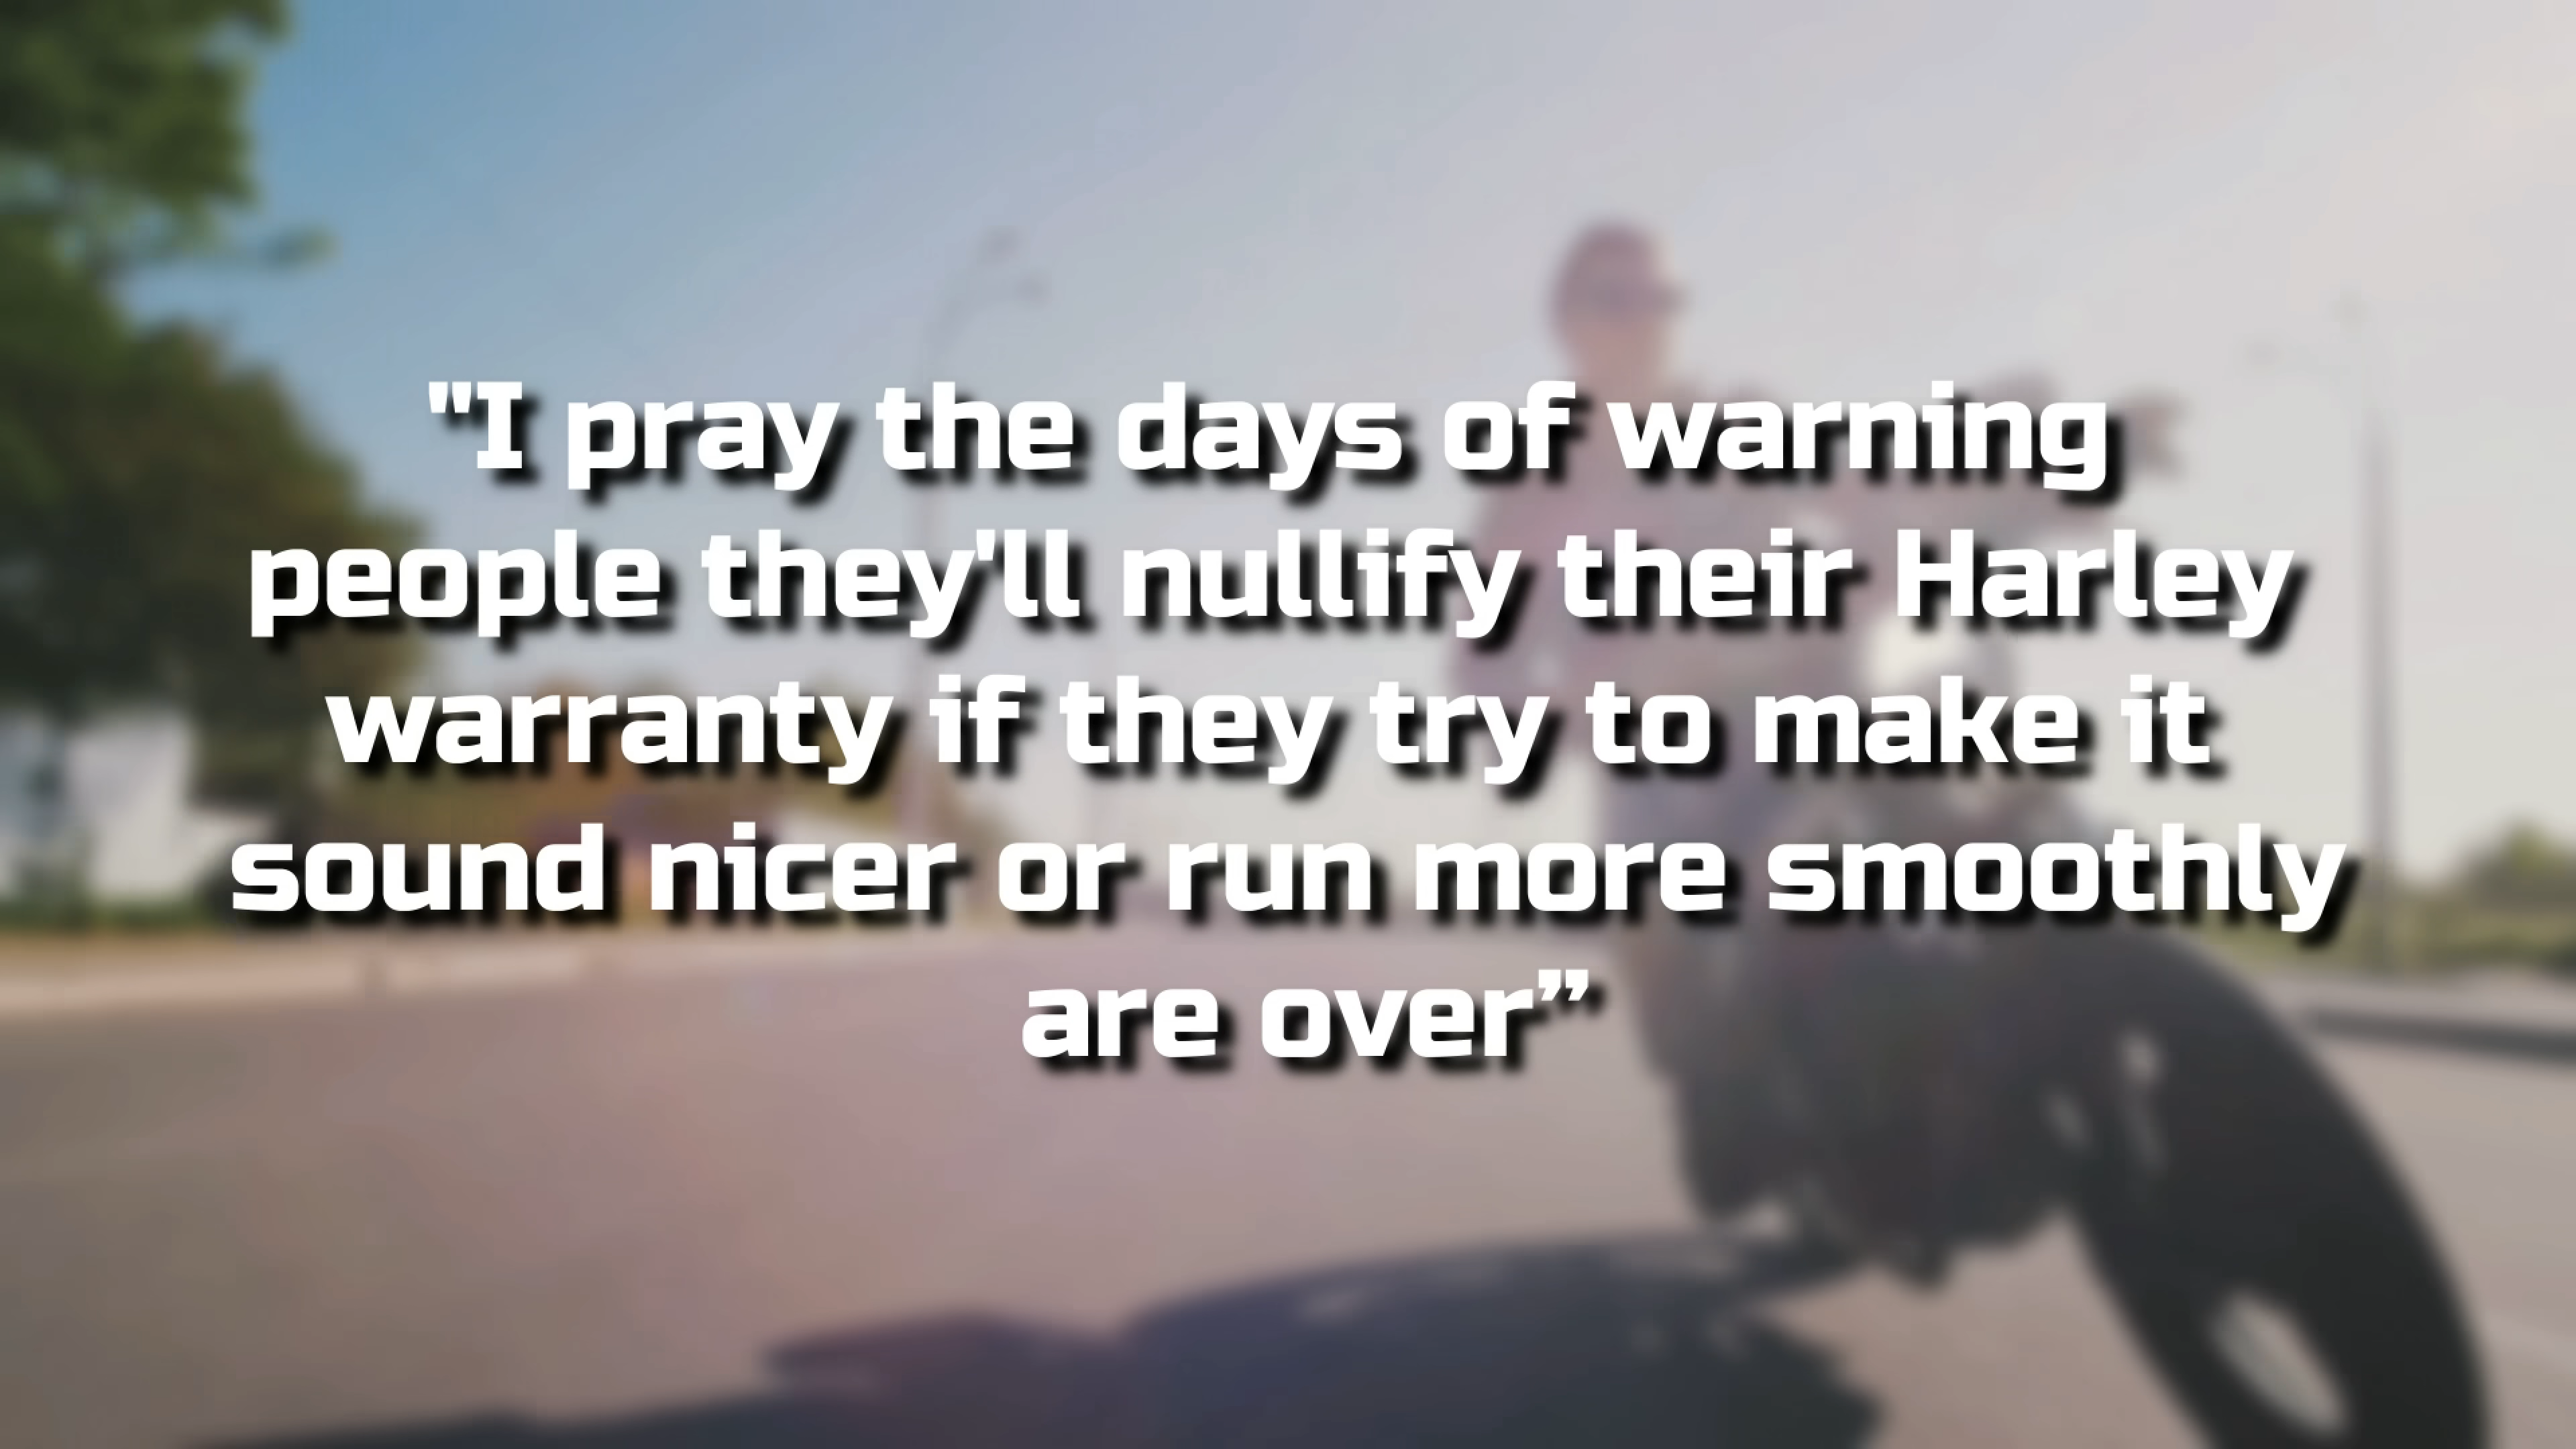 "I pray the days of warning
people they'll nullify their Harley
warranty if they try to make it
sound nicer or run more smoothly
are over”